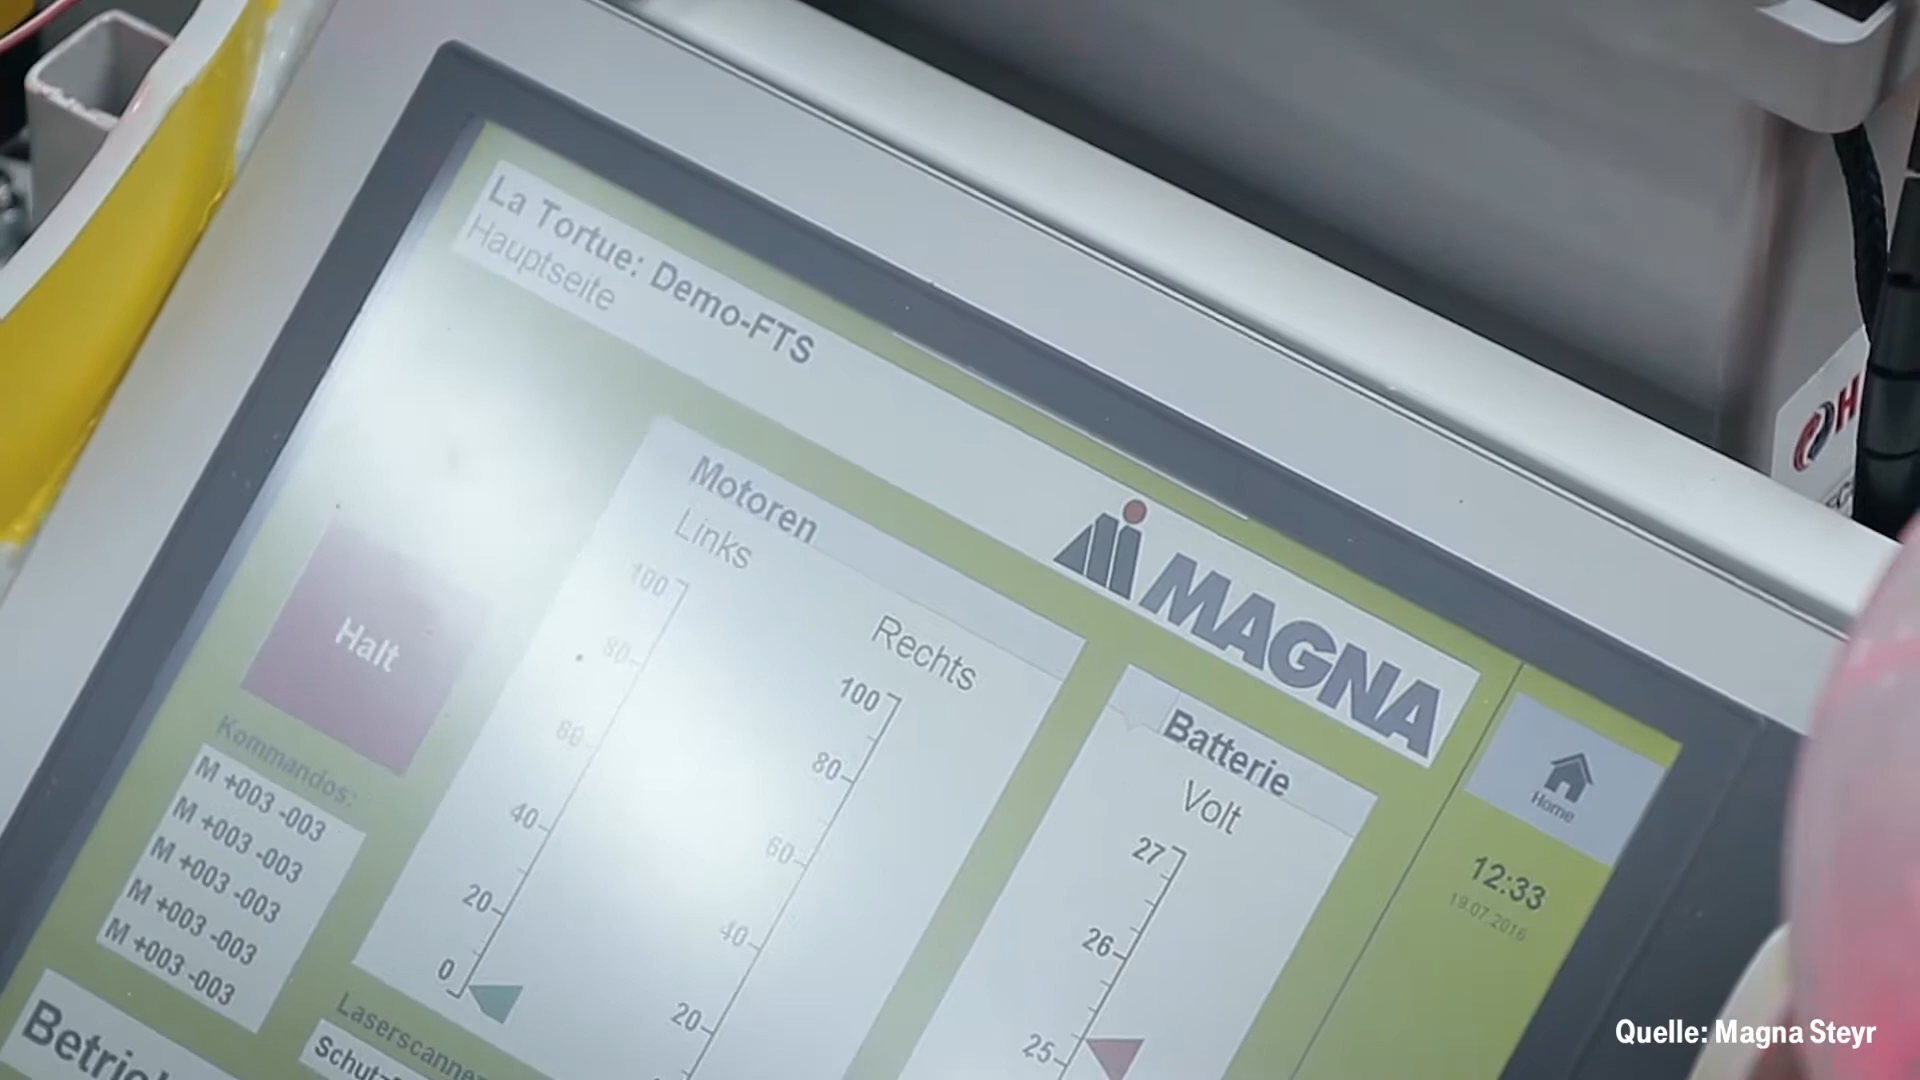 La Tortue: Demo-FTS
Hauptseite
MAGNA
Home
12:33
19.07.2016
Halt
Kommandos:
M +003 -003
M +003 -003
M +003 -003
M +003 -003
M +003 -003
Motoren
Links
100
80
60
40
20
0
Rechts
100
80
60
40
20
Batterie
Volt
27
26
25
Laserscanner
Quelle: Magna Steyr